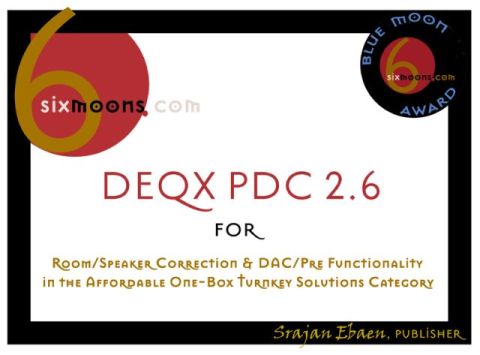 6
sixmoons.com
BLUE MOON
6
sixmoons.com
AWARD
DEQX PDC 2.6
FOR
Room/Speaker Correction & DAC/Pre Functionality
in the Affordable One-Box Turnkey Solutions Category
Srajan Ebaen, PUBLISHER